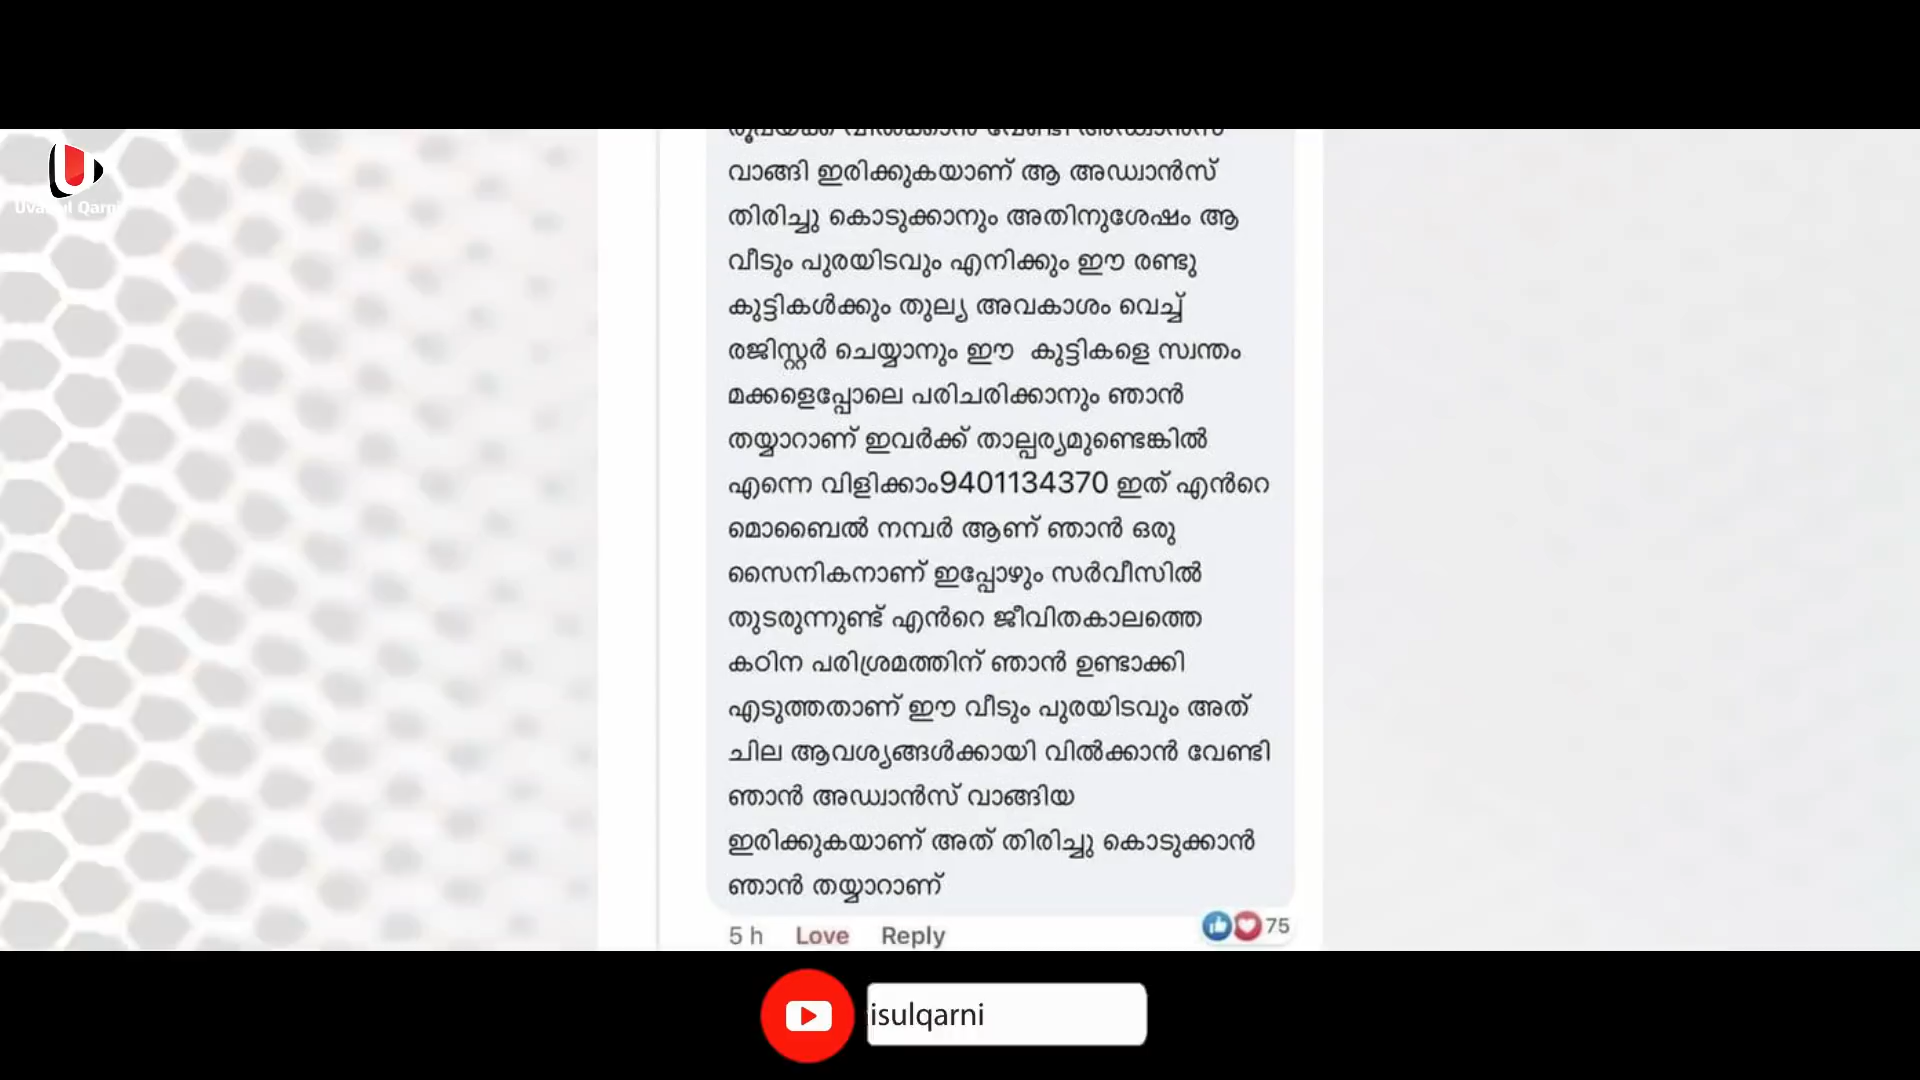 വാങ്ങി ഇരിക്കുകയാണ് ആ അഡ്വാൻസ്
തിരിച്ചു കൊടുക്കാനും അതിനുശേഷം ആ
വീടും പുരയിടവും എനിക്കും ഈ രണ്ടു
കുട്ടികൾക്കും തുല്യ അവകാശം വെച്ച്
രജിസ്റ്റർ ചെയ്യാനും ഈ കുട്ടികളെ സ്വന്തം
മക്കളെപ്പോലെ പരിചരിക്കാനും ഞാൻ
തയ്യാറാണ് ഇവർക്ക് താല്പര്യമുണ്ടെങ്കിൽ
എന്നെ വിളിക്കാം9401134370 ഇത് എൻറെ
മൊബൈൽ നമ്പർ ആണ് ഞാൻ ഒരു
സൈനികനാണ് ഇപ്പോഴും സർവീസിൽ
തുടരുന്നുണ്ട് എൻറെ ജീവിതകാലത്തെ
കഠിന പരിശ്രമത്തിന് ഞാൻ ഉണ്ടാക്കി
എടുത്തതാണ് ഈ വീടും പുരയിടവും അത്
ചില ആവശ്യങ്ങൾക്കായി വിൽക്കാൻ വേണ്ടി
ഞാൻ അഡ്വാൻസ് വാങ്ങിയ
ഇരിക്കുകയാണ് അത് തിരിച്ചു കൊടുക്കാൻ
ഞാൻ തയ്യാറാണ്
5 h Love Reply 75
isulqarni